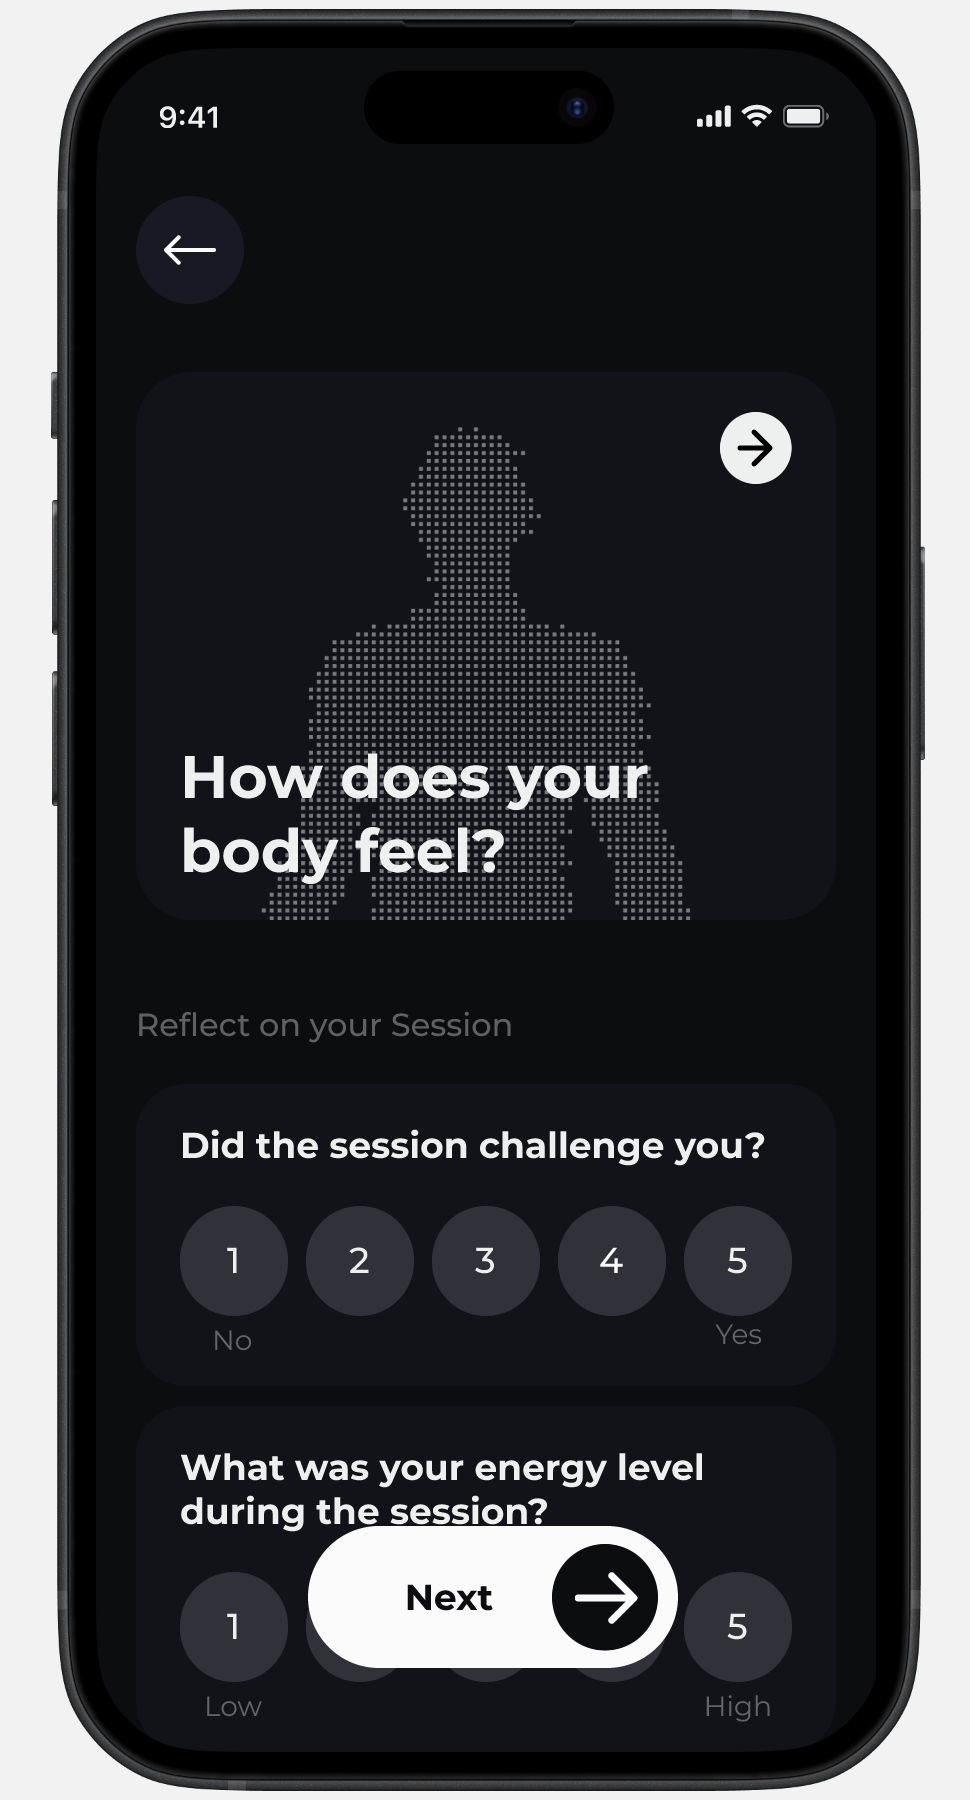 9:41
How does your
body feel?
Reflect on your Session
Did the session challenge you?
1 2 3 4 5
No Yes
What was your energy level
during the session?
1 5
Next
Low High